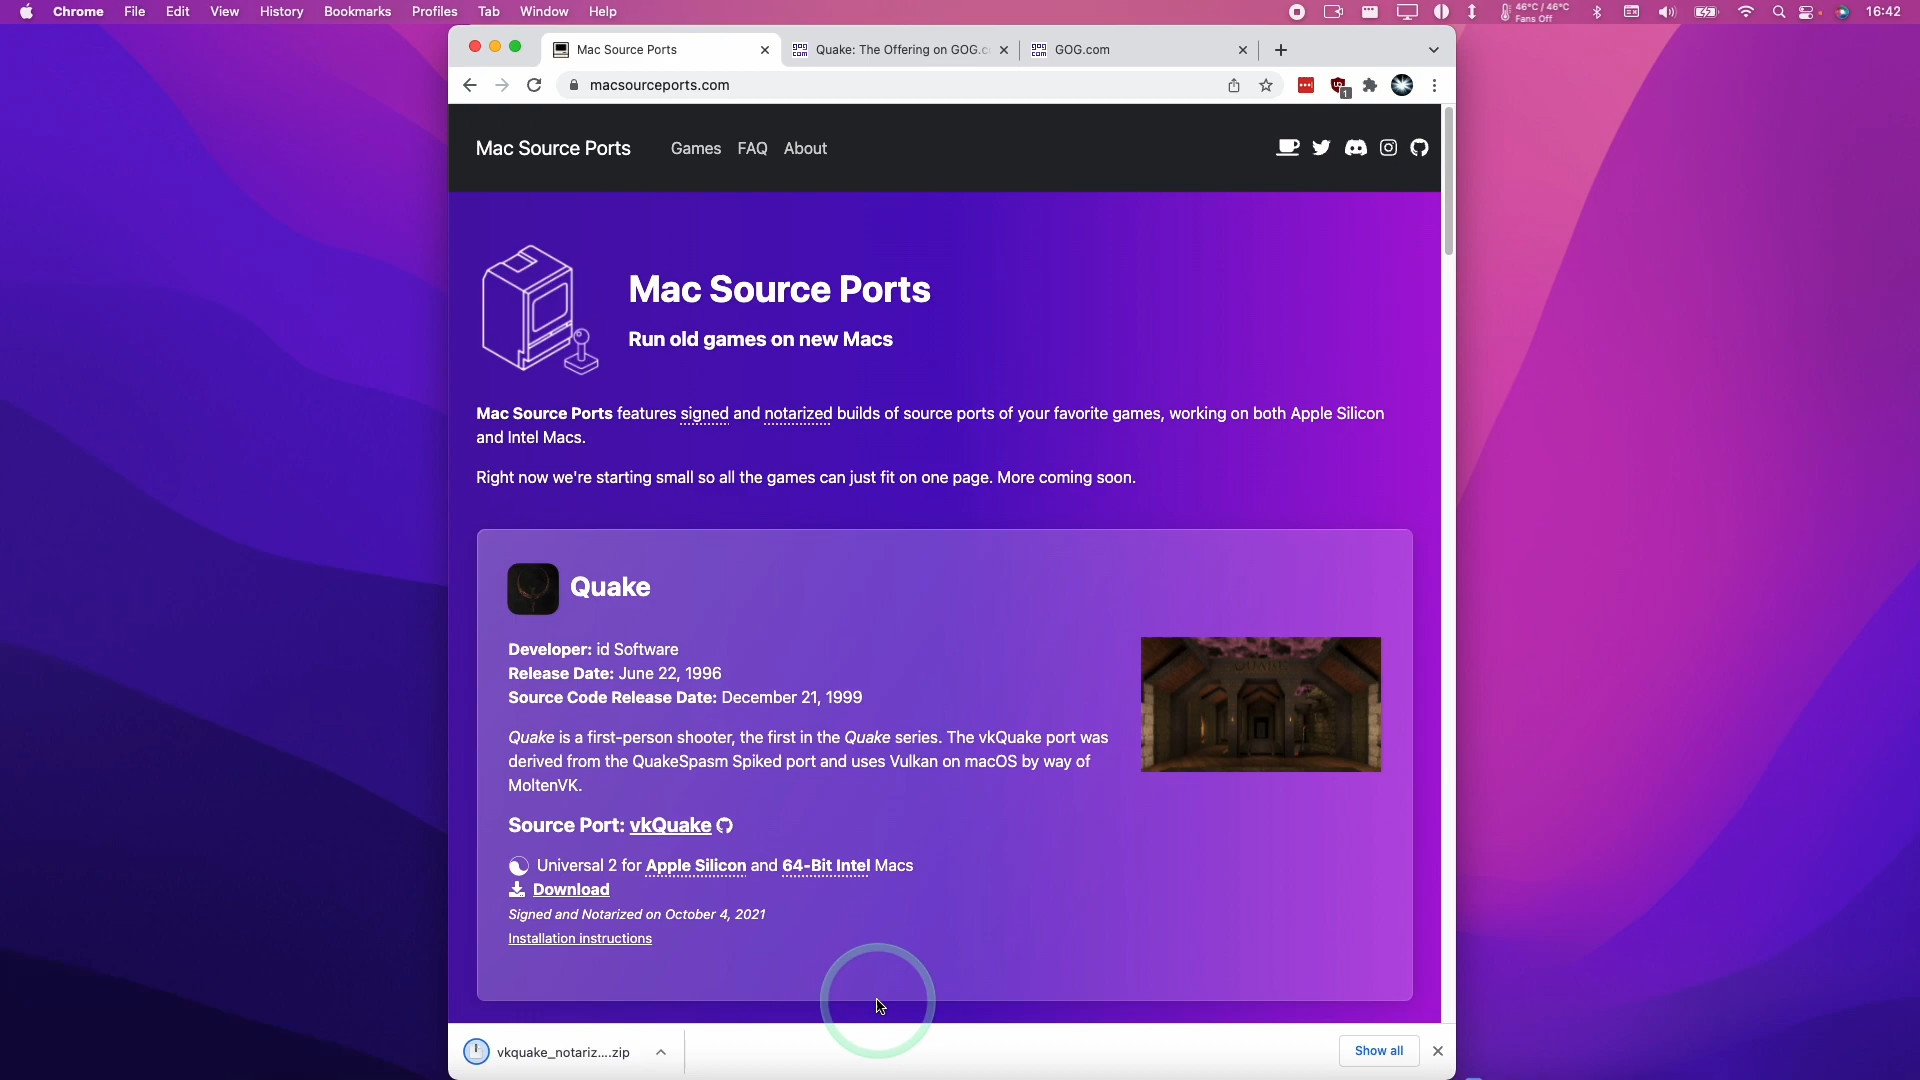 Chrome File Edit View History Bookmarks Profiles Tab Window Help
46°C / 46°C
Fans Off
16:42
Mac Source Ports
Quake: The Offering on GOG.c
GOG.com
macsourceports.com
Mac Source Ports Games FAQ About
Mac Source Ports
Run old games on new Macs
Mac Source Ports features signed and notarized builds of source ports of your favorite games, working on both Apple Silicon
and Intel Macs.
Right now we're starting small so all the games can just fit on one page. More coming soon.
Quake
Developer: id Software
Release Date: June 22, 1996
Source Code Release Date: December 21, 1999
Quake is a first-person shooter, the first in the Quake series. The vkQuake port was
derived from the QuakeSpasm Spiked port and uses Vulkan on macOS by way of
MoltenVK.
Source Port: vkQuake
Universal 2 for Apple Silicon and 64-Bit Intel Macs
Download
Signed and Notarized on October 4, 2021
Installation instructions
vkquake_notariz....zip
Show all